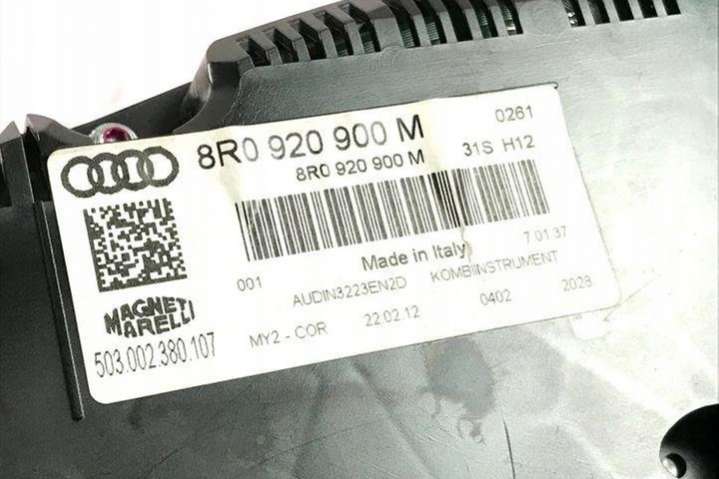 8R0 920 900 M 0261
8R0 920 900 M 31S H12
Made in Italy 7 01.37
001 AUDIN3223EN2D KOMBIINSTRUMENT
MAGNETI
MARELLI
MY2 - COR 22.02.12 0402 2028
503.002.380.107